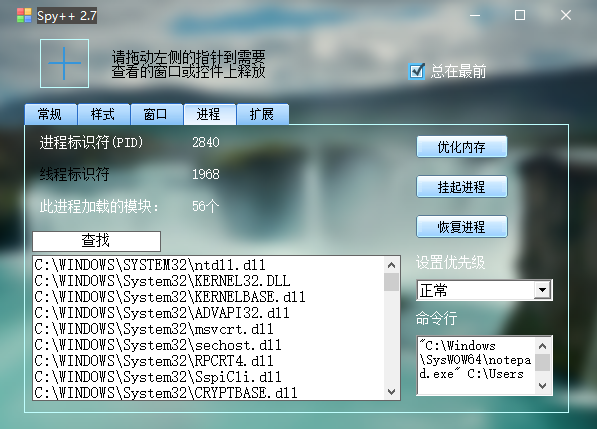 Spy++ 2.7
请拖动左侧的指针到需要
查看的窗口或控件上释放
总在最前
常规 样式 窗口 进程 扩展
进程标识符(PID) 2840
线程标识符 1968
此进程加载的模块: 56个
查找
C:\WINDOWS\SYSTEM32\ntdll.dll
C:\WINDOWS\System32\KERNEL32.DLL
C:\WINDOWS\System32\KERNELBASE.dll
C:\WINDOWS\System32\ADVAPI32.dll
C:\WINDOWS\System32\msvcrt.dll
C:\WINDOWS\System32\sechost.dll
C:\WINDOWS\System32\RPCRT4.dll
C:\WINDOWS\System32\SspiCli.dll
C:\WINDOWS\System32\CRYPTBASE.dll
优化内存
挂起进程
恢复进程
设置优先级
正常
命令行
"C:\Windows
\SysWOW64\notepa
d.exe" C:\Users